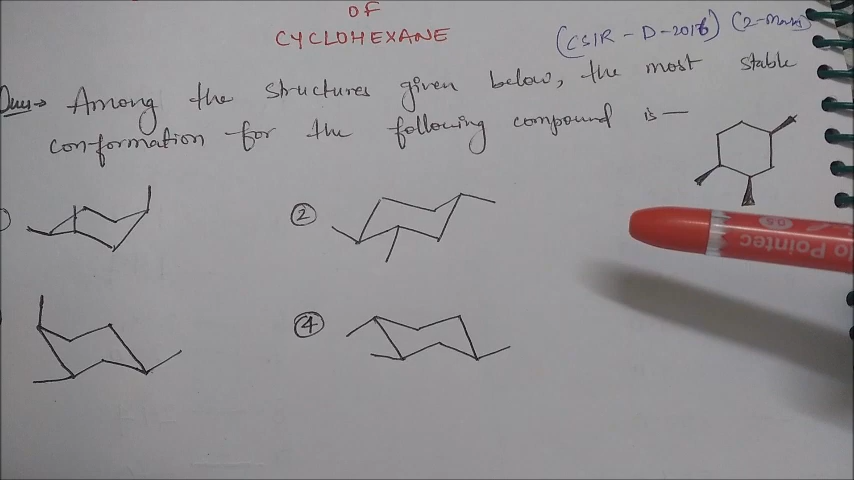 OF
CYCLOHEXANE
(CSIR - D-2016) (2-Marks)
Ques→ Among the structures given below, the most stable
conformation for the following compound is —
②
④
Pointec 05